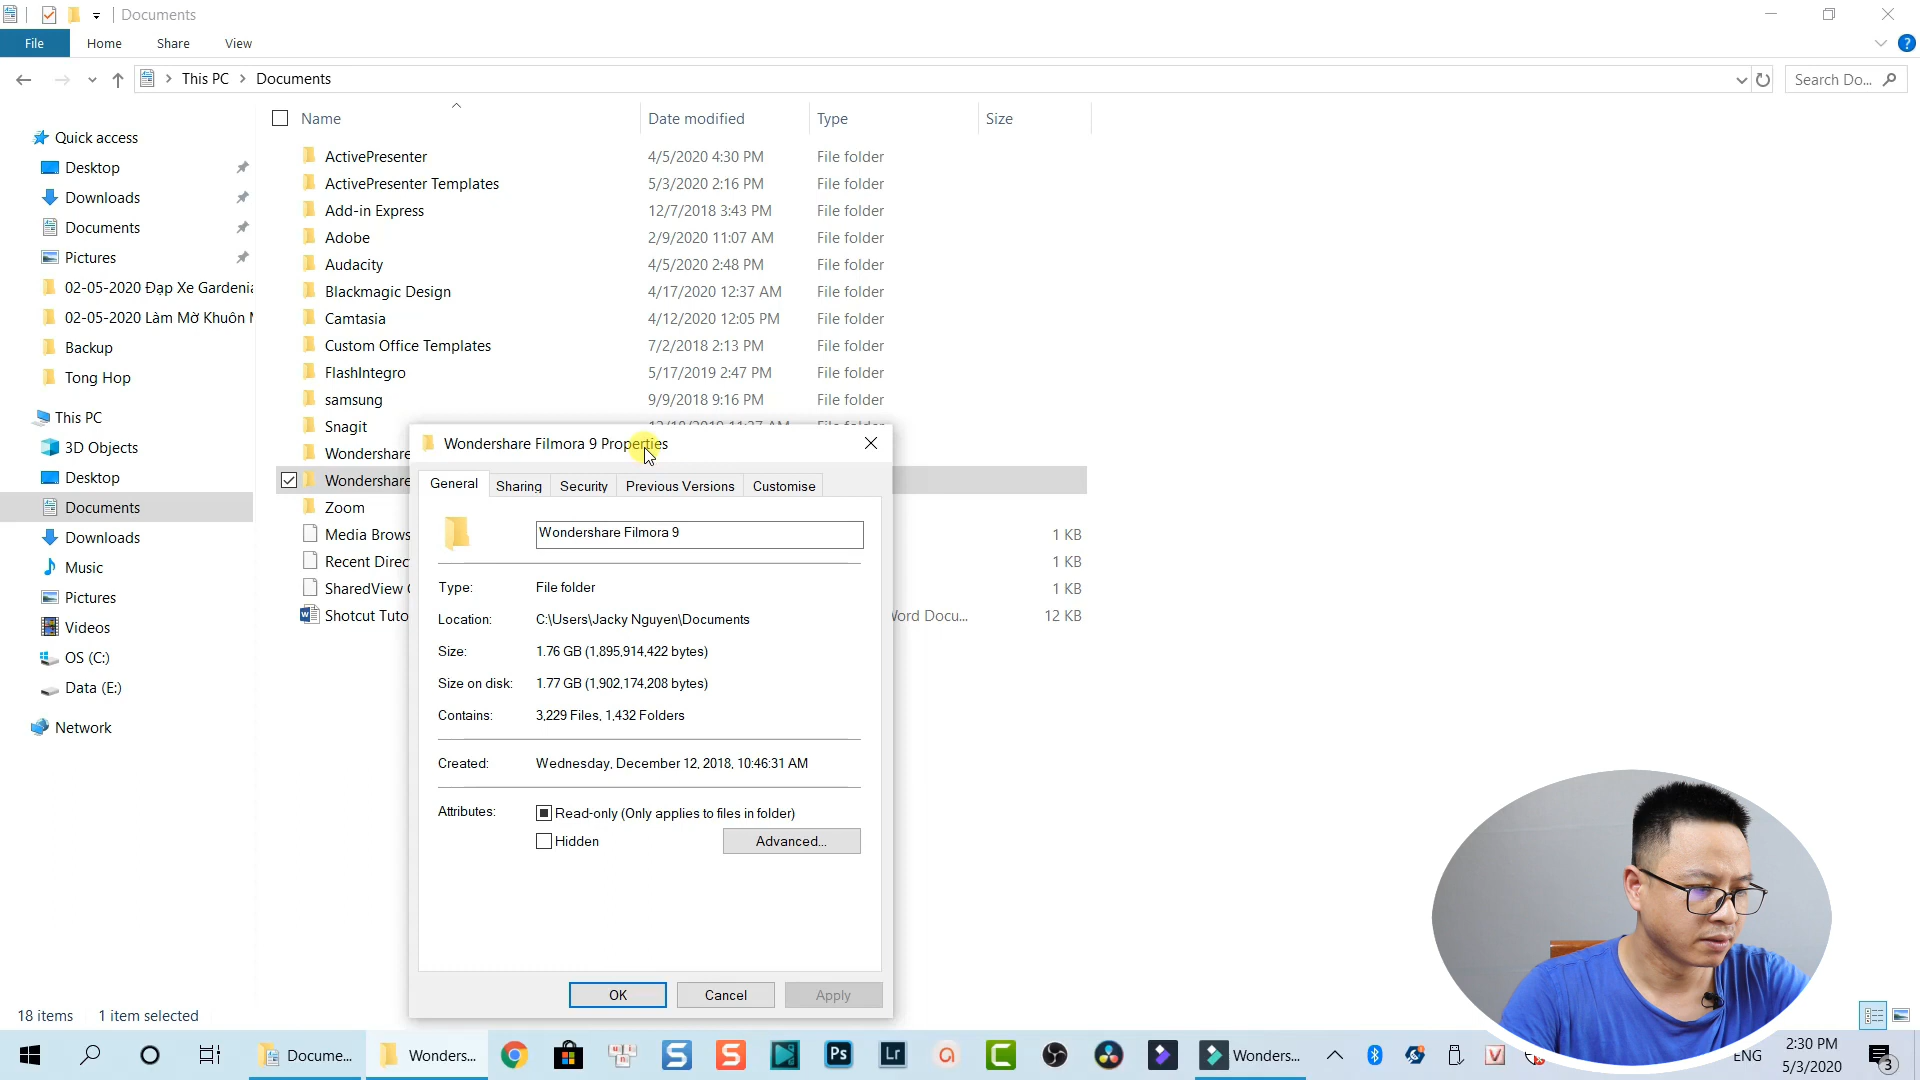 Documents
File Home Share View
This PC Documents
Search Do...
Name Date modified Type Size
Quick access
Desktop
Downloads
Documents
Pictures
02-05-2020 Đạp Xe Gardenia
02-05-2020 Làm Mờ Khuôn
Backup
Tong Hop
This PC
3D Objects
Desktop
Documents
Downloads
Music
Pictures
Videos
OS (C:)
Data (E:)
Network
ActivePresenter 4/5/2020 4:30 PM File folder
ActivePresenter Templates 5/3/2020 2:16 PM File folder
Add-in Express 12/7/2018 3:43 PM File folder
Adobe 2/9/2020 11:07 AM File folder
Audacity 4/5/2020 2:48 PM File folder
Blackmagic Design 4/17/2020 12:37 AM File folder
Camtasia 4/12/2020 12:05 PM File folder
Custom Office Templates 7/2/2018 2:13 PM File folder
FlashIntegro 5/17/2019 2:47 PM File folder
samsung 9/9/2018 9:16 PM File folder
Snagit
Wondershare
Wondershare
Zoom
Media Brows 1 KB
Recent Direc 1 KB
SharedView 1 KB
Shotcut Tuto Word Docu... 12 KB
Wondershare Filmora 9 Properties
General Sharing Security Previous Versions Customise
Wondershare Filmora 9
Type: File folder
Location: C:\Users\Jacky Nguyen\Documents
Size: 1.76 GB (1,895,914,422 bytes)
Size on disk: 1.77 GB (1,902,174,208 bytes)
Contains: 3,229 Files, 1,432 Folders
Created: Wednesday, December 12, 2018, 10:46:31 AM
Attributes: Read-only (Only applies to files in folder)
Hidden Advanced...
OK Cancel Apply
18 items 1 item selected
Docume... Wonders... Ps Lr Wonders... ENG
2:30 PM
5/3/2020
3